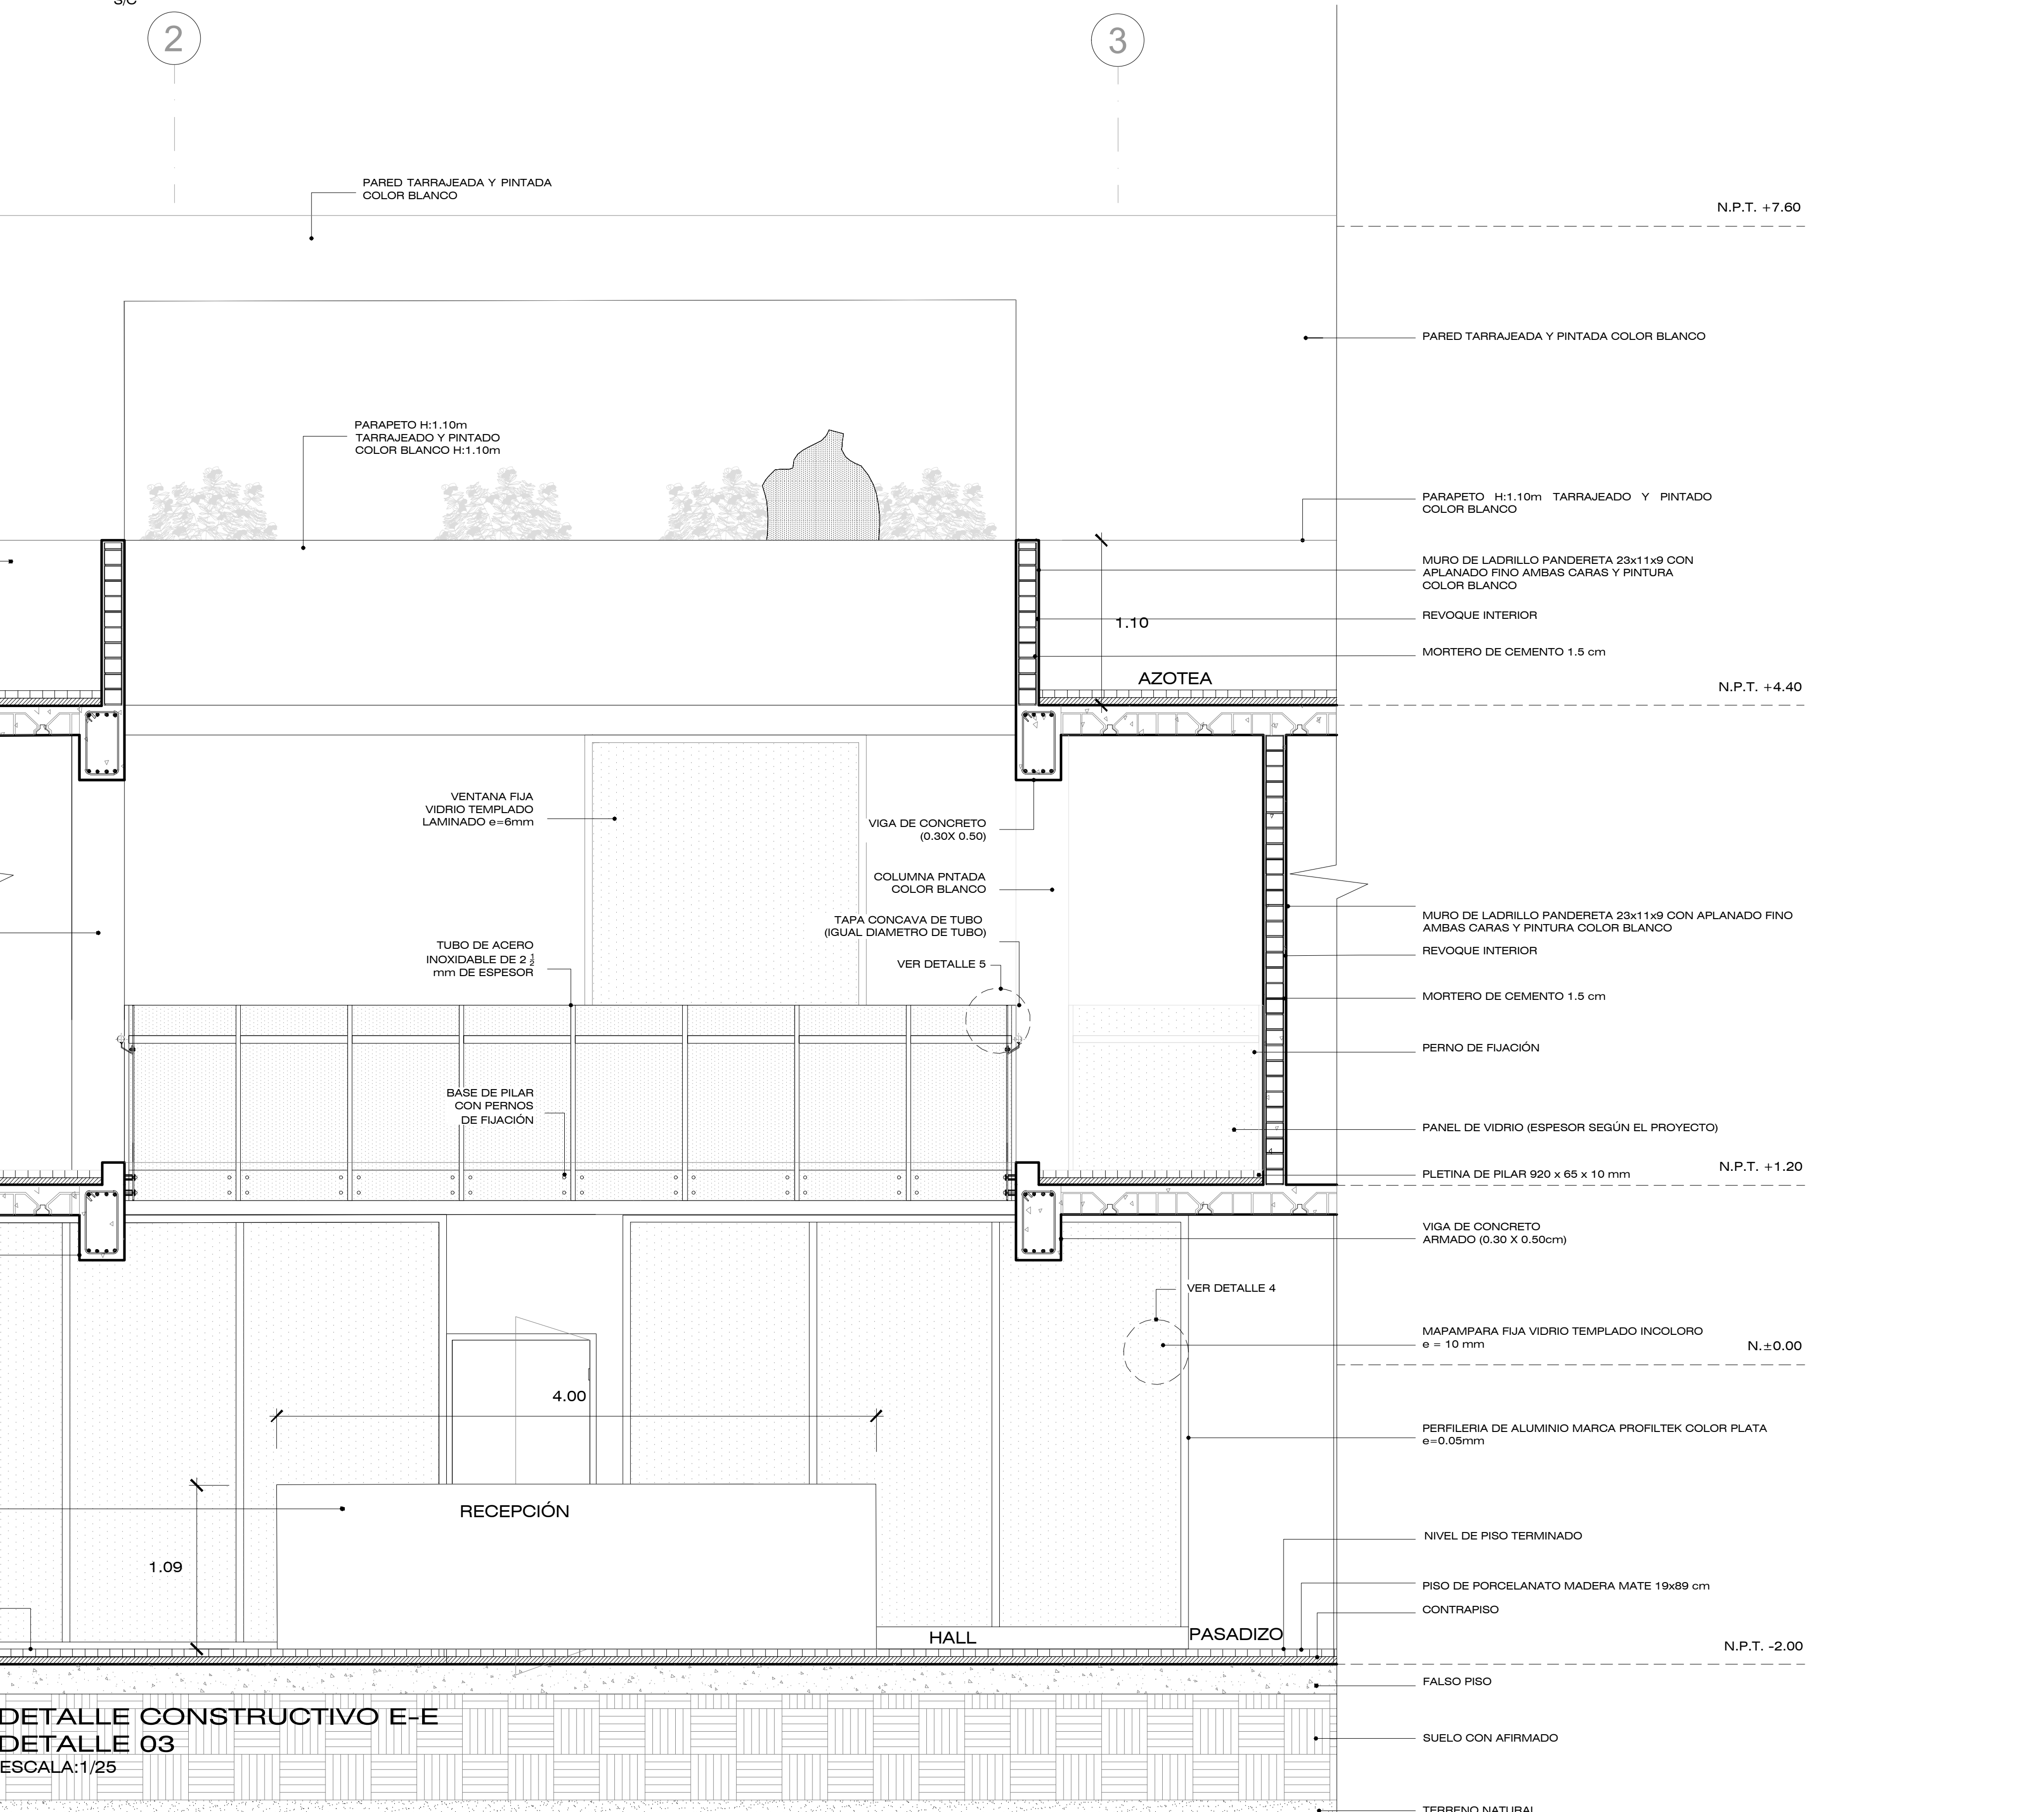 S/C
2
3
PARED TARRAJEADA Y PINTADA
COLOR BLANCO
N.P.T. +7.60
PARED TARRAJEADA Y PINTADA COLOR BLANCO
PARAPETO H:1.10m
TARRAJEADO Y PINTADO
COLOR BLANCO H:1.10m
PARAPETO H:1.10m TARRAJEADO Y PINTADO
COLOR BLANCO
MURO DE LADRILLO PANDERETA 23x11x9 CON
APLANADO FINO AMBAS CARAS Y PINTURA
COLOR BLANCO
REVOQUE INTERIOR
1.10
MORTERO DE CEMENTO 1.5 cm
AZOTEA
N.P.T. +4.40
VENTANA FIJA
VIDRIO TEMPLADO
LAMINADO e=6mm
VIGA DE CONCRETO
(0.30X 0.50)
COLUMNA PNTADA
COLOR BLANCO
TAPA CONCAVA DE TUBO
(IGUAL DIAMETRO DE TUBO)
MURO DE LADRILLO PANDERETA 23x11x9 CON APLANADO FINO
AMBAS CARAS Y PINTURA COLOR BLANCO
TUBO DE ACERO
INOXIDABLE DE 2 1/2
mm DE ESPESOR
VER DETALLE 5
REVOQUE INTERIOR
MORTERO DE CEMENTO 1.5 cm
PERNO DE FIJACIÓN
BASE DE PILAR
CON PERNOS
DE FIJACIÓN
PANEL DE VIDRIO (ESPESOR SEGÚN EL PROYECTO)
N.P.T. +1.20
PLETINA DE PILAR 920 x 65 x 10 mm
VIGA DE CONCRETO
ARMADO (0.30 X 0.50cm)
VER DETALLE 4
MAPAMPARA FIJA VIDRIO TEMPLADO INCOLORO
e = 10 mm
N.±0.00
4.00
PERFILERIA DE ALUMINIO MARCA PROFILTEK COLOR PLATA
e=0.05mm
RECEPCIÓN
NIVEL DE PISO TERMINADO
1.09
PISO DE PORCELANATO MADERA MATE 19x89 cm
CONTRAPISO
HALL
PASADIZO
N.P.T. -2.00
FALSO PISO
DETALLE CONSTRUCTIVO E-E
DETALLE 03
ESCALA:1/25
SUELO CON AFIRMADO
TERRENO NATURAL